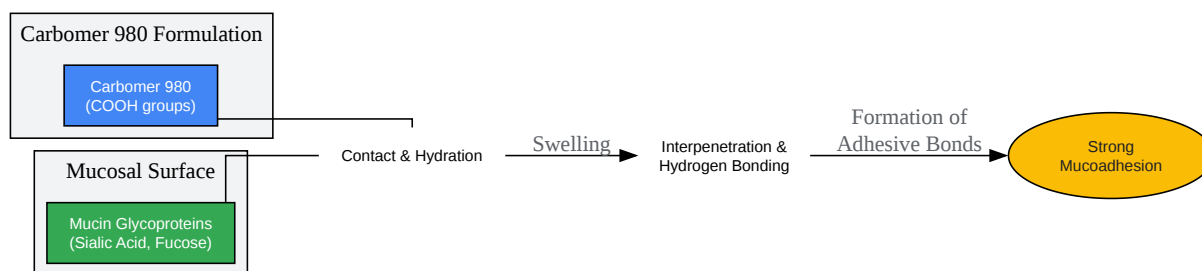 Carbomer 980 Formulation
Carbomer 980
(COOH groups)
Mucosal Surface
Mucin Glycoproteins
(Sialic Acid, Fucose)
Contact & Hydration
Swelling
Interpenetration &
Hydrogen Bonding
Formation of
Adhesive Bonds
Strong
Mucoadhesion